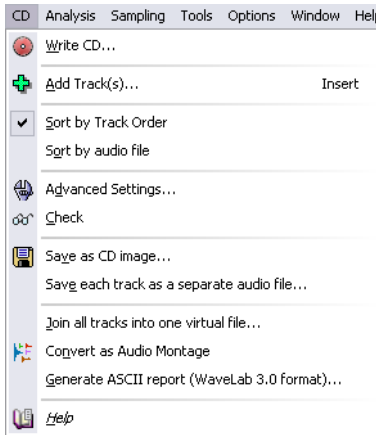 CD Analysis Sampling Tools Options Window Help
Write CD...
Add Track(s)... Insert
Sort by Track Order
Sort by audio file
Advanced Settings...
Check
Save as CD image...
Save each track as a separate audio file...
Join all tracks into one virtual file...
Convert as Audio Montage
Generate ASCII report (WaveLab 3.0 format)...
Help